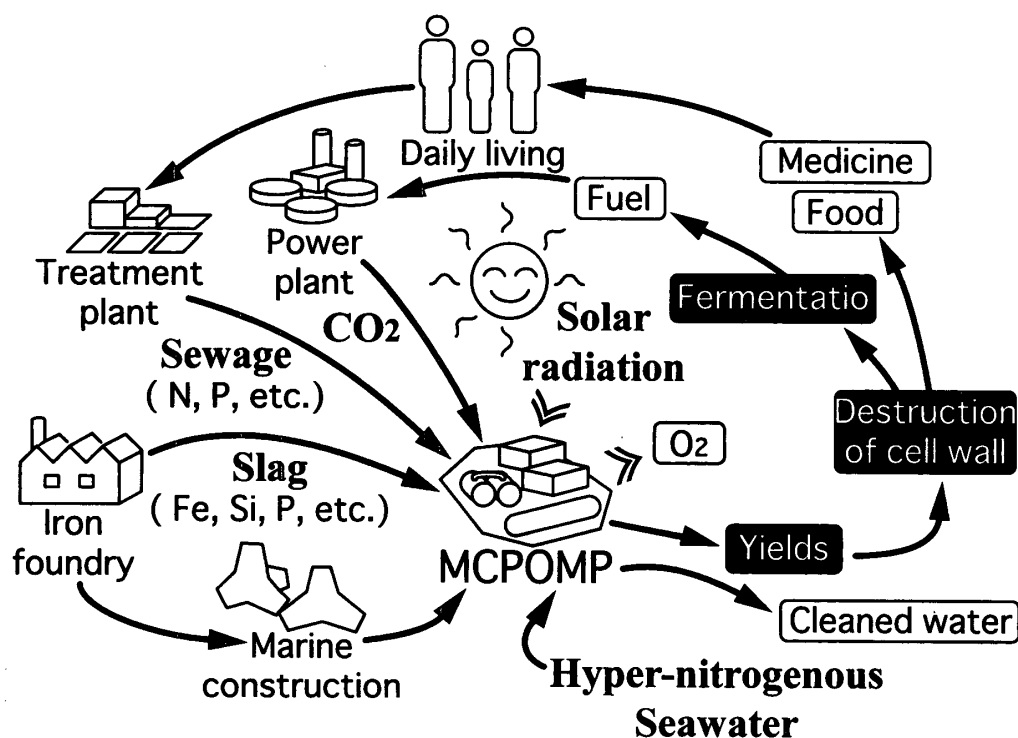 Daily living
Medicine
Food
Fuel
Power
plant
Treatment
plant
Fermentatio
Solar
radiation
CO2
Sewage
( N, P, etc.)
Destruction
of cell wall
O2
Slag
( Fe, Si, P, etc.)
Iron
foundry
Yields
MCPOMP
Cleaned water
Marine
construction
Hyper-nitrogenous
Seawater